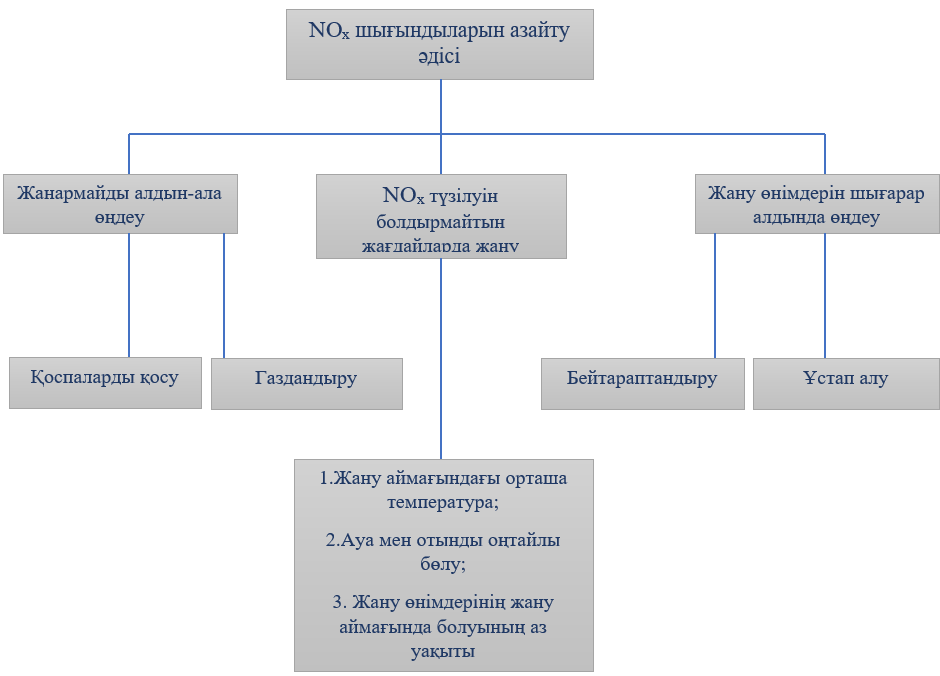 NOₓ шығындыларын азайту
әдісі
Жанармайды алдын-ала
өңдеу
NOₓ түзілуін
болдырмайтын
жағдайларда жану
Жану өнімдерін шығарар
алдында өңдеу
Қоспаларды қосу
Газдандыру
Бейтараптандыру
Ұстап алу
1.Жану аймағындағы орташа
температура;
2.Ауа мен отынды оңтайлы
бөлу;
3. Жану өнімдерінің жану
аймағында болуының аз
уақыты